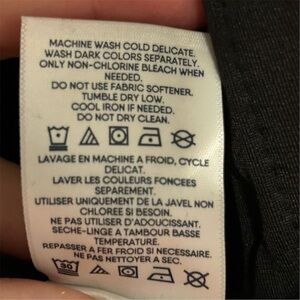 MACHINE WASH COLD DELICATE.
WASH DARK COLORS SEPARATELY.
ONLY NON-CHLORINE BLEACH WHEN
NEEDED.
DO NOT USE FABRIC SOFTENER.
TUMBLE DRY LOW.
COOL IRON IF NEEDED.
DO NOT DRY CLEAN.
LAVAGE EN MACHINE A FROID, CYCLE
DELICAT.
LAVER LES COULEURS FONCEES
SEPAREMENT.
UTILISER UNIQUEMENT DE LA JAVEL NON
CHLOREE SI BESOIN.
NE PAS UTILISER D'ADOUCISSANT.
SECHE-LINGE A TAMBOUR BASSE
TEMPERATURE.
REPASSER A FER FROID SI NECESSAIRE.
NE PAS NETTOYER A SEC.
30